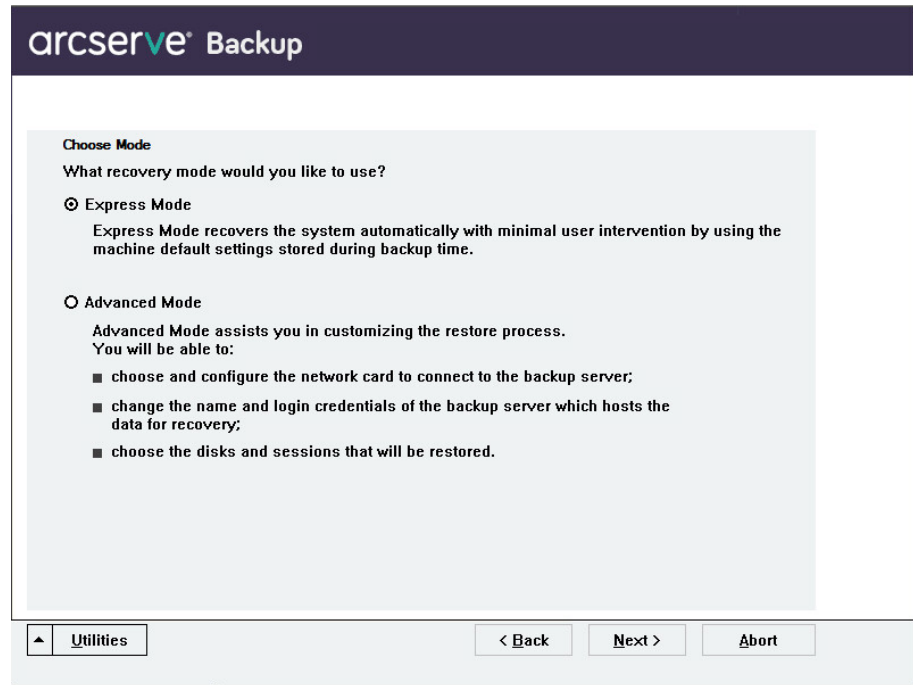 arcserve® Backup
Choose Mode
What recovery mode would you like to use?
Express Mode
Express Mode recovers the system automatically with minimal user intervention by using the
machine default settings stored during backup time.
Advanced Mode
Advanced Mode assists you in customizing the restore process.
You will be able to:
choose and configure the network card to connect to the backup server;
change the name and login credentials of the backup server which hosts the
data for recovery;
choose the disks and sessions that will be restored.
Utilities
< Back
Next >
Abort